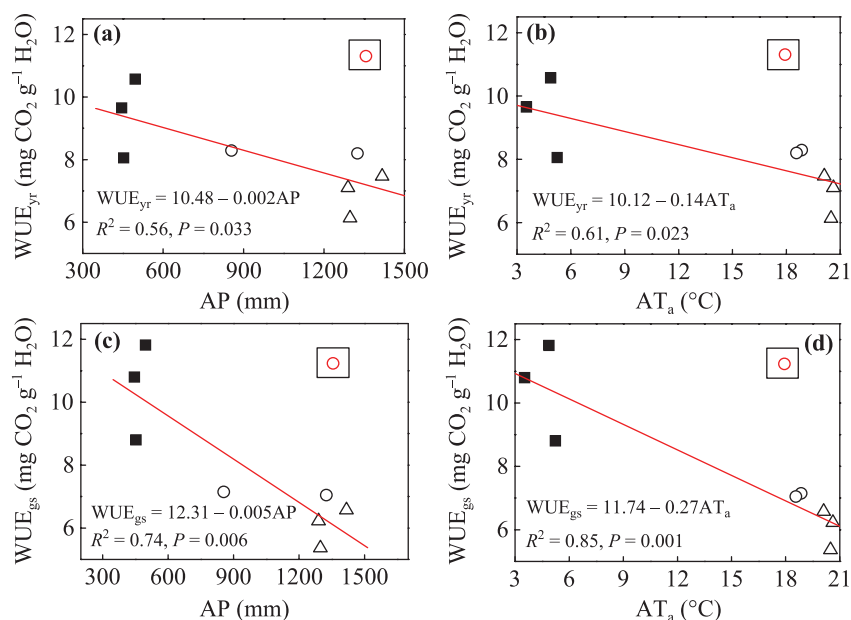 (a)
12
10
8
6
WUEyr (mg CO2 g–1 H2O)
WUEyr = 10.48 – 0.002AP
R2 = 0.56, P = 0.033
300 600 900 1200 1500
AP (mm)
(b)
12
10
8
6
WUEyr (mg CO2 g–1 H2O)
WUEyr = 10.12 – 0.14ATa
R2 = 0.61, P = 0.023
3 6 9 12 15 18 21
ATa (°C)
(c)
12
10
8
6
WUEgs (mg CO2 g–1 H2O)
WUEgs = 12.31 – 0.005AP
R2 = 0.74, P = 0.006
300 600 900 1200 1500
AP (mm)
(d)
12
10
8
6
WUEgs (mg CO2 g–1 H2O)
WUEgs = 11.74 – 0.27ATa
R2 = 0.85, P = 0.001
3 6 9 12 15 18 21
ATa (°C)